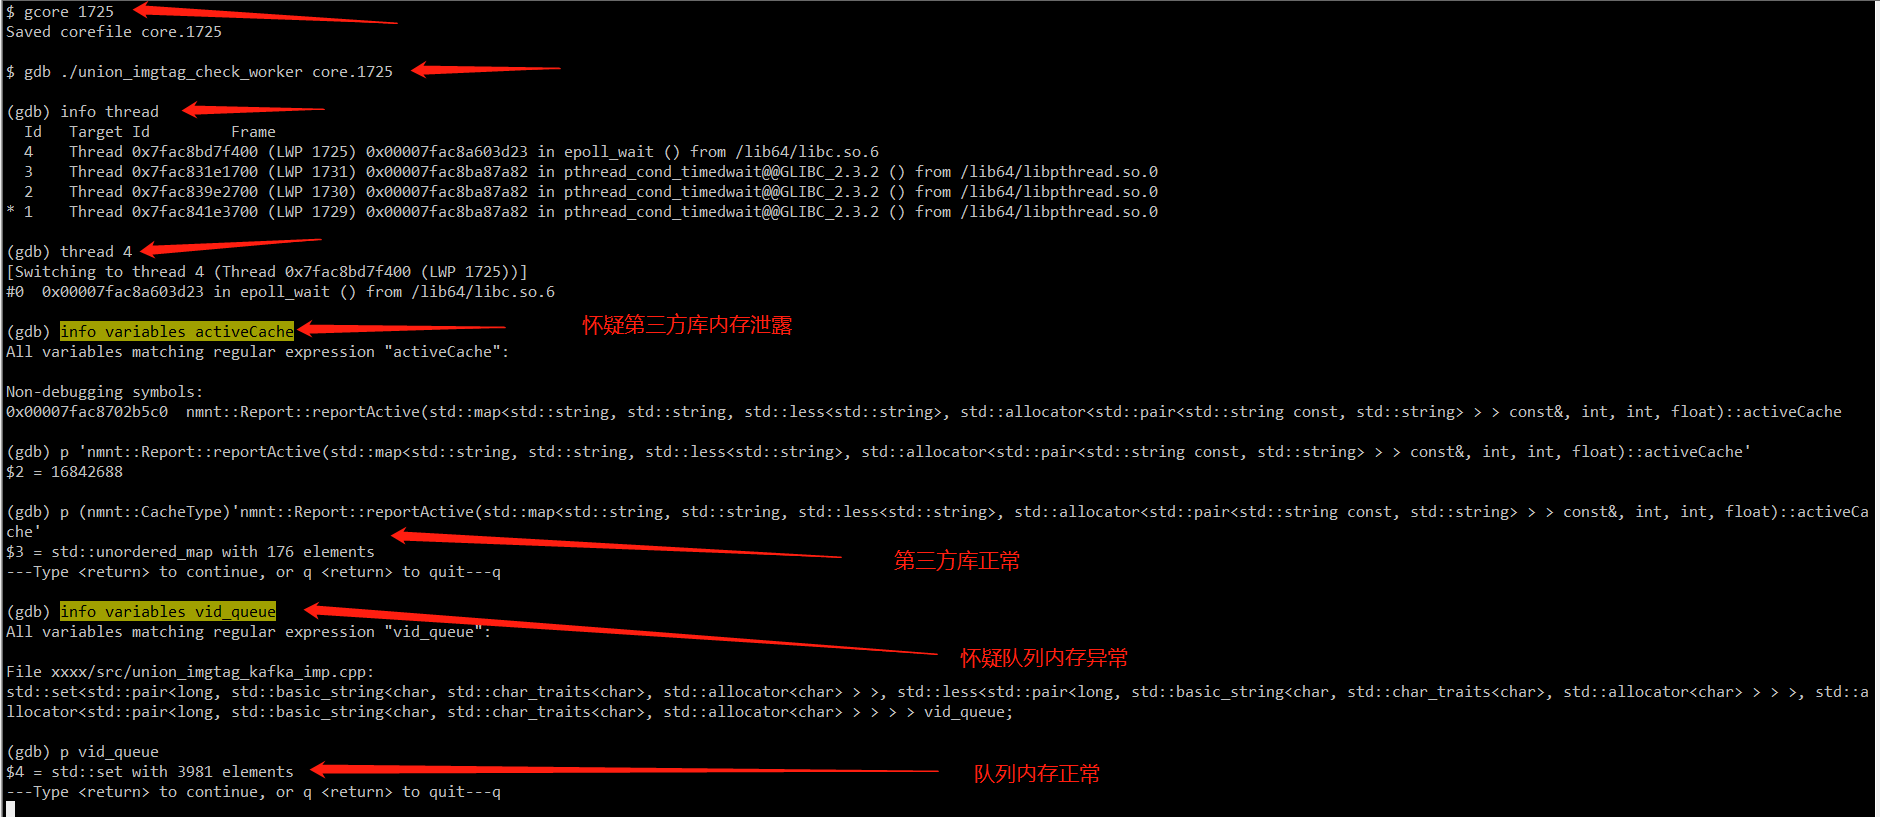 $ gcore 1725
Saved corefile core.1725
$ gdb ./union_imgtag_check_worker core.1725
(gdb) info thread
  Id   Target Id         Frame
  4    Thread 0x7fac8bd7f400 (LWP 1725) 0x00007fac8a603d23 in epoll_wait () from /lib64/libc.so.6
  3    Thread 0x7fac831e1700 (LWP 1731) 0x00007fac8ba87a82 in pthread_cond_timedwait@@GLIBC_2.3.2 () from /lib64/libpthread.so.0
  2    Thread 0x7fac839e2700 (LWP 1730) 0x00007fac8ba87a82 in pthread_cond_timedwait@@GLIBC_2.3.2 () from /lib64/libpthread.so.0
* 1    Thread 0x7fac841e3700 (LWP 1729) 0x00007fac8ba87a82 in pthread_cond_timedwait@@GLIBC_2.3.2 () from /lib64/libpthread.so.0
(gdb) thread 4
[Switching to thread 4 (Thread 0x7fac8bd7f400 (LWP 1725))]
#0  0x00007fac8a603d23 in epoll_wait () from /lib64/libc.so.6
(gdb) info variables activeCache
怀疑第三方库内存泄露
All variables matching regular expression "activeCache":
Non-debugging symbols:
0x00007fac8702b5c0  nmnt::Report::reportActive(std::map<std::string, std::string, std::less<std::string>, std::allocator<std::pair<std::string const, std::string> > > const&, int, int, float)::activeCache
(gdb) p 'nmnt::Report::reportActive(std::map<std::string, std::string, std::less<std::string>, std::allocator<std::pair<std::string const, std::string> > > const&, int, int, float)::activeCache'
$2 = 16842688
(gdb) p (nmnt::CacheType)'nmnt::Report::reportActive(std::map<std::string, std::string, std::less<std::string>, std::allocator<std::pair<std::string const, std::string> > > const&, int, int, float)::activeCa
che'
$3 = std::unordered_map with 176 elements
第三方库正常
---Type <return> to continue, or q <return> to quit---q
(gdb) info variables vid_queue
All variables matching regular expression "vid_queue":
怀疑队列内存异常
File xxxx/src/union_imgtag_kafka_imp.cpp:
std::set<std::pair<long, std::basic_string<char, std::char_traits<char>, std::allocator<char> > >, std::less<std::pair<long, std::basic_string<char, std::char_traits<char>, std::allocator<char> > > >, std::a
llocator<std::pair<long, std::basic_string<char, std::char_traits<char>, std::allocator<char> > > > > vid_queue;
(gdb) p vid_queue
$4 = std::set with 3981 elements
队列内存正常
---Type <return> to continue, or q <return> to quit---q